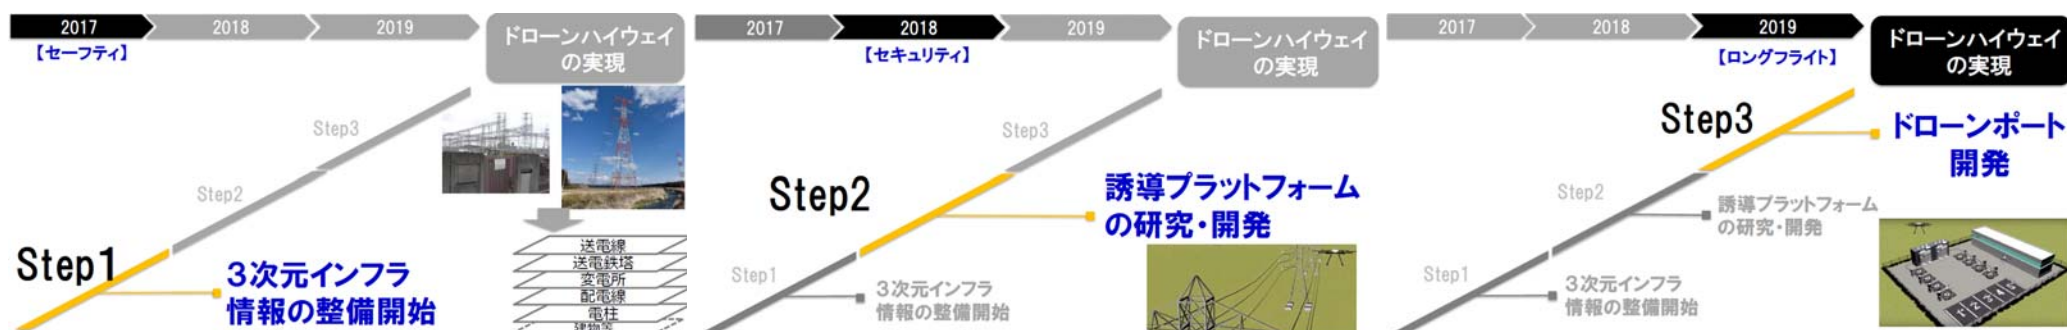 2017
2018
2019
【セーフティ】
ドローンハイウェイ
の実現
Step3
Step2
Step1
3次元インフラ
情報の整備開始
送電線
送電鉄塔
変電所
配電線
電柱
建物等
2017
2018
2019
【セキュリティ】
ドローンハイウェイ
の実現
Step3
Step2
誘導プラットフォーム
の研究・開発
Step1
3次元インフラ
情報の整備開始
2017
2018
2019
【ロングフライト】
ドローンハイウェイ
の実現
Step3
ドローンポート
開発
Step2
誘導プラットフォーム
の研究・開発
Step1
3次元インフラ
情報の整備開始
1
2
3
4
5